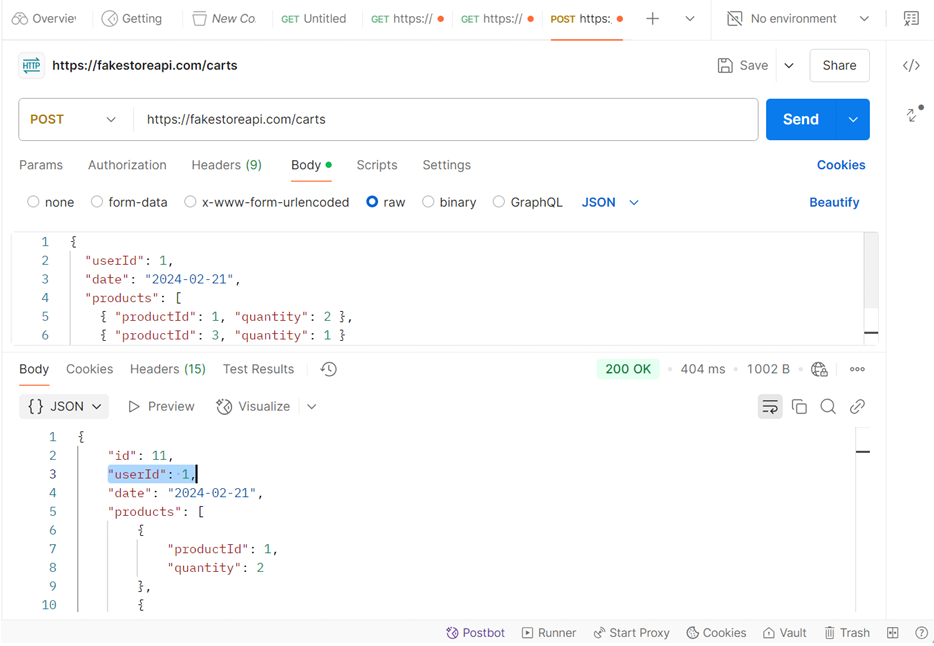 Overvie Getting New Co. GET Untitled GET https:// GET https:// POST https: No environment
HTTP https://fakestoreapi.com/carts Save Share
POST https://fakestoreapi.com/carts Send
Params Authorization Headers (9) Body Scripts Settings Cookies
none form-data x-www-form-urlencoded raw binary GraphQL JSON Beautify
1 {
2 "userId": 1,
3 "date": "2024-02-21",
4 "products": [
5 { "productId": 1, "quantity": 2 },
6 { "productId": 3, "quantity": 1 }
Body Cookies Headers (15) Test Results 200 OK • 404 ms • 1002 B
{} JSON Preview Visualize
1 {
2 "id": 11,
3 "userId": 1,
4 "date": "2024-02-21",
5 "products": [
6 {
7 "productId": 1,
8 "quantity": 2
9 },
10 {
Postbot Runner Start Proxy Cookies Vault Trash